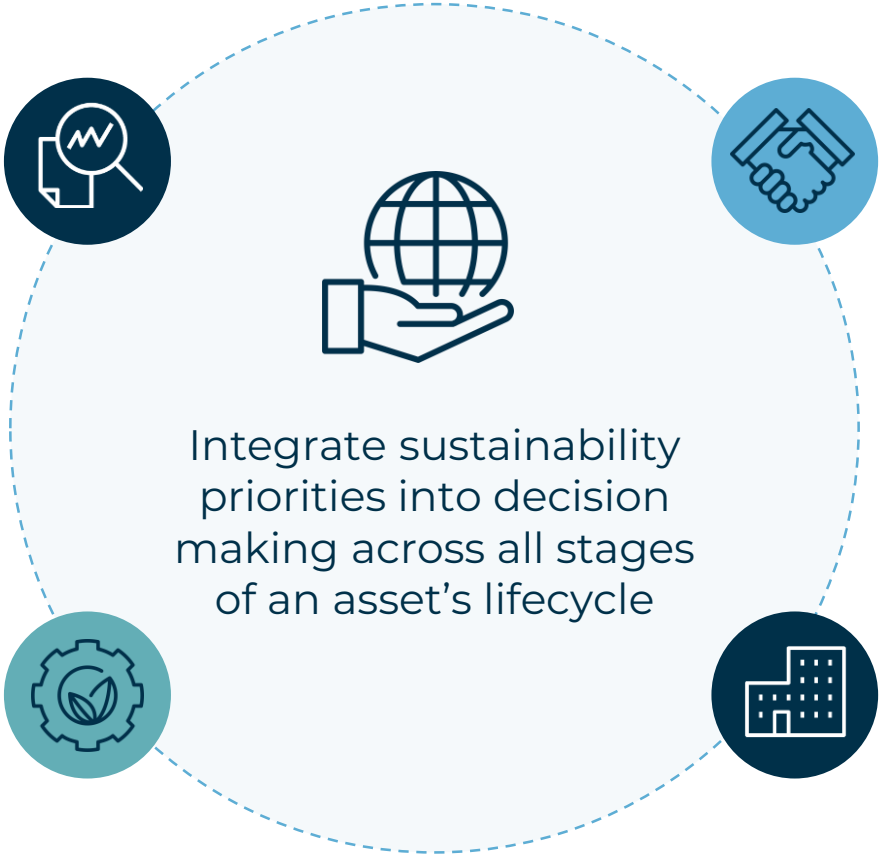 Integrate sustainability
priorities into decision
making across all stages
of an asset’s lifecycle